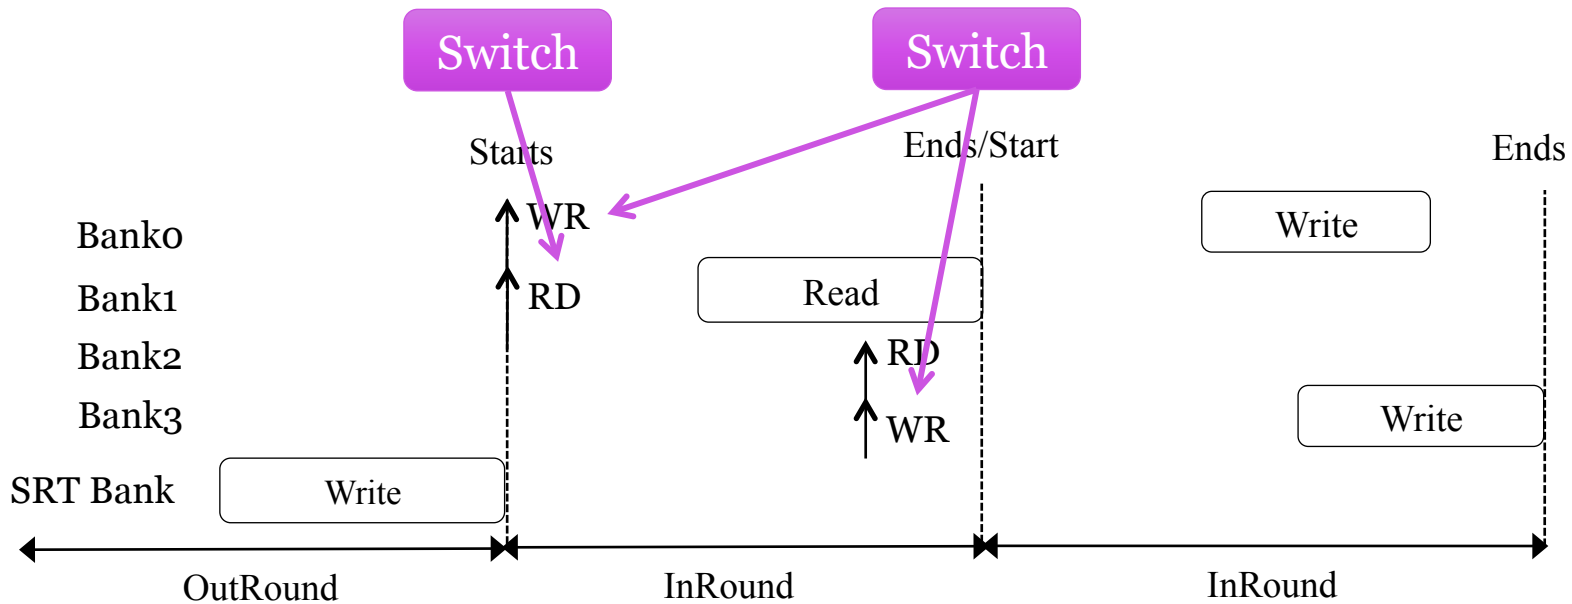 Switch
Switch
Starts
Ends/Start
Ends
Bank0
WR
Write
Bank1
RD
Read
Bank2
RD
Bank3
WR
Write
SRT Bank
Write
OutRound
InRound
InRound